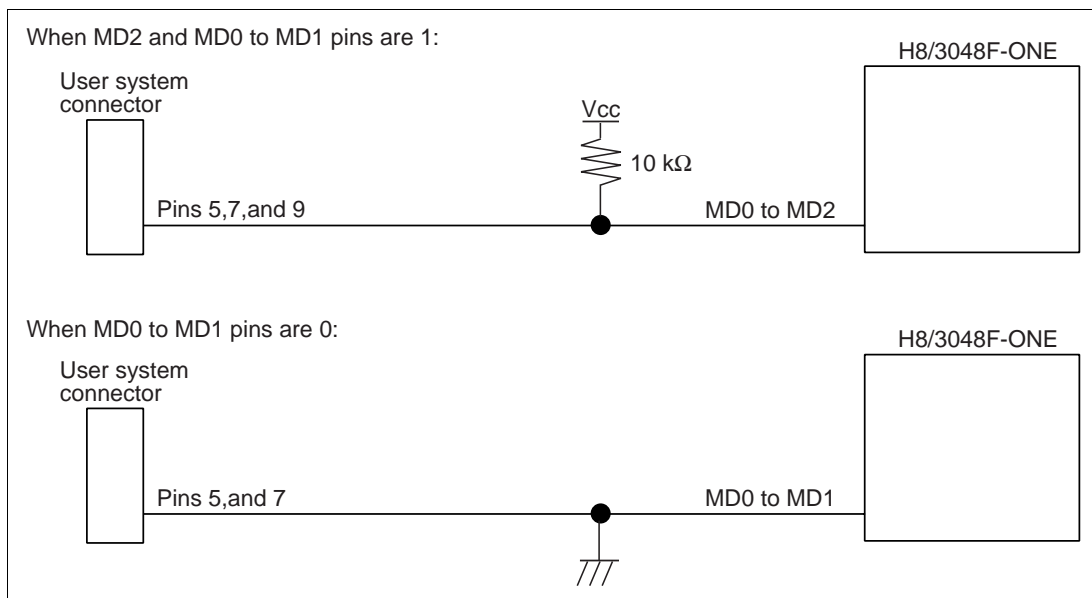 When MD2 and MD0 to MD1 pins are 1:
H8/3048F-ONE
User system
connector
Vcc
10 kΩ
Pins 5,7,and 9
MD0 to MD2
When MD0 to MD1 pins are 0:
H8/3048F-ONE
User system
connector
Pins 5,and 7
MD0 to MD1